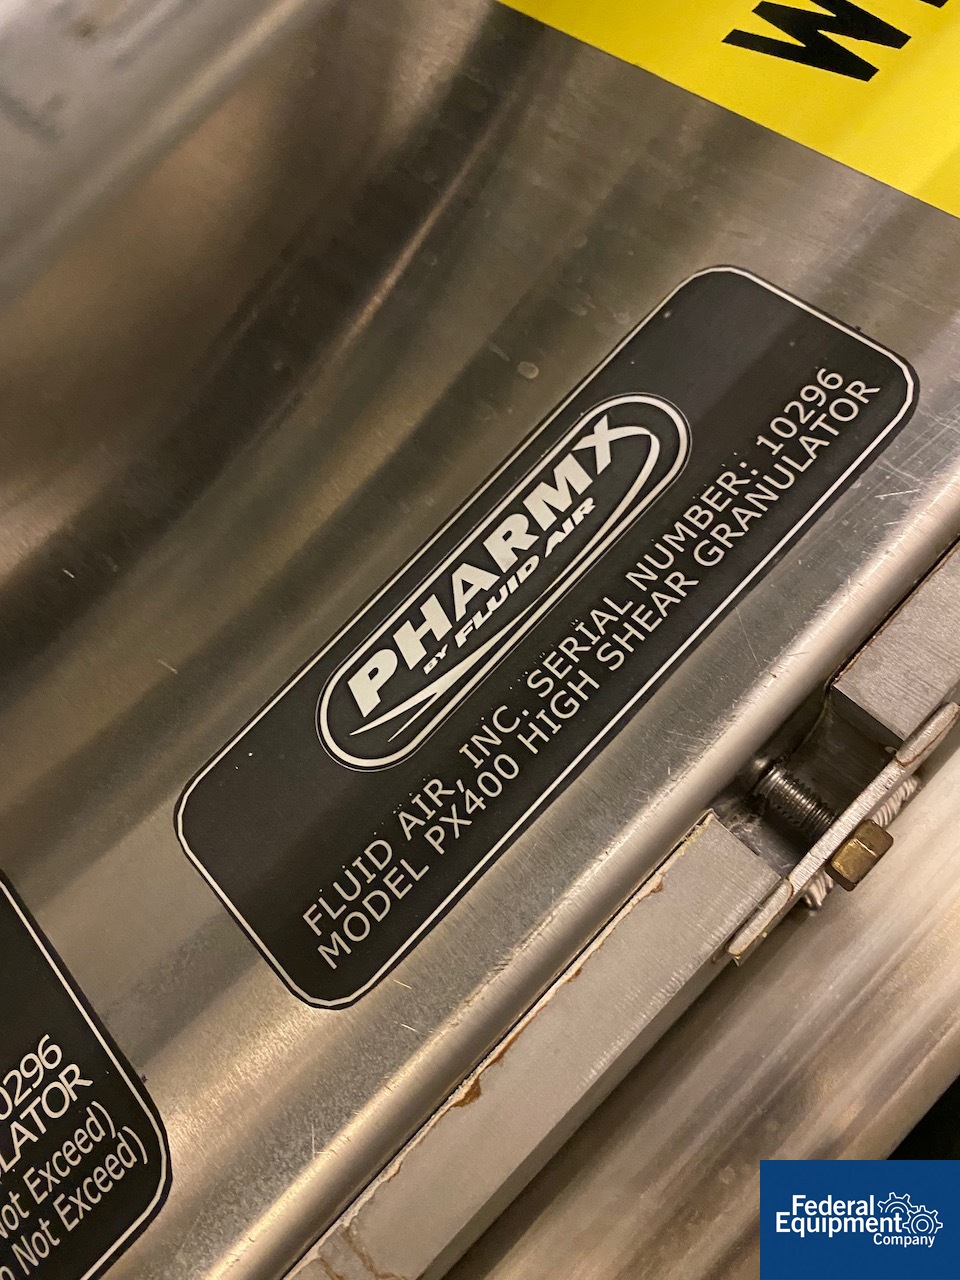 PHARMX
BY FLUID AIR
FLUID AIR, INC. SERIAL NUMBER: 10296
MODEL PX400 HIGH SHEAR GRANULATOR
0296
LATOR
Not Exceed)
o Not Exceed)
Federal
Equipment
Company